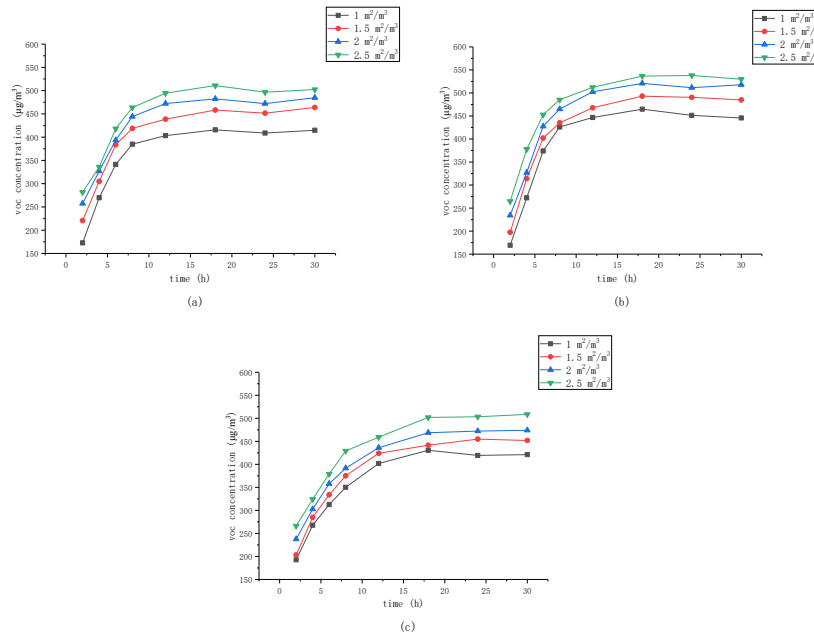 1 m²/m³
1.5 m²/m³
2 m²/m³
2.5 m²/m³
600
550
500
450
400
350
300
250
200
150
voc concentration (μg/m³)
0 5 10 15 20 25 30
time (h)
(a)
1 m²/m³
1.5 m²/m³
2 m²/m³
2.5 m²/
600
550
500
450
400
350
300
250
200
150
voc concentration (μg/m³)
0 5 10 15 20 25 30
time (h)
(b)
1 m²/m³
1.5 m²/m³
2 m²/m³
2.5 m²/m³
600
550
500
450
400
350
300
250
200
150
voc concentration (μg/m³)
0 5 10 15 20 25 30
time (h)
(c)